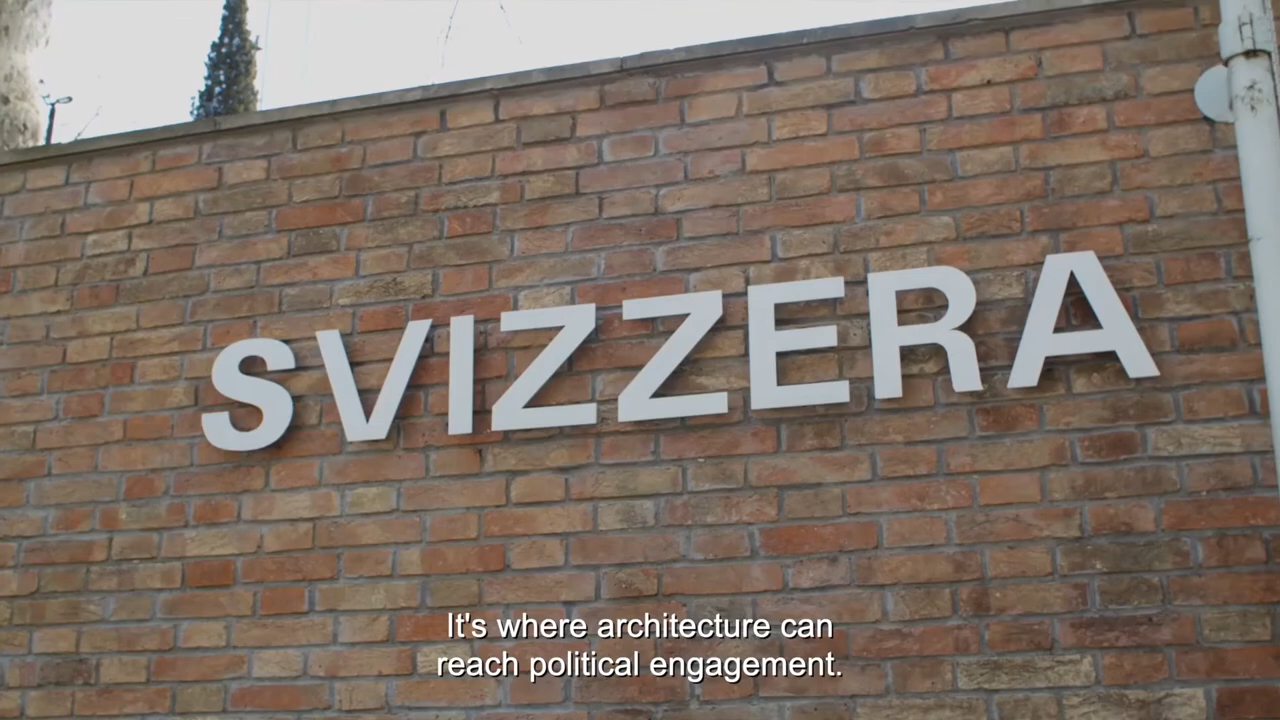 SVIZZERA
It's where architecture can
reach political engagement.